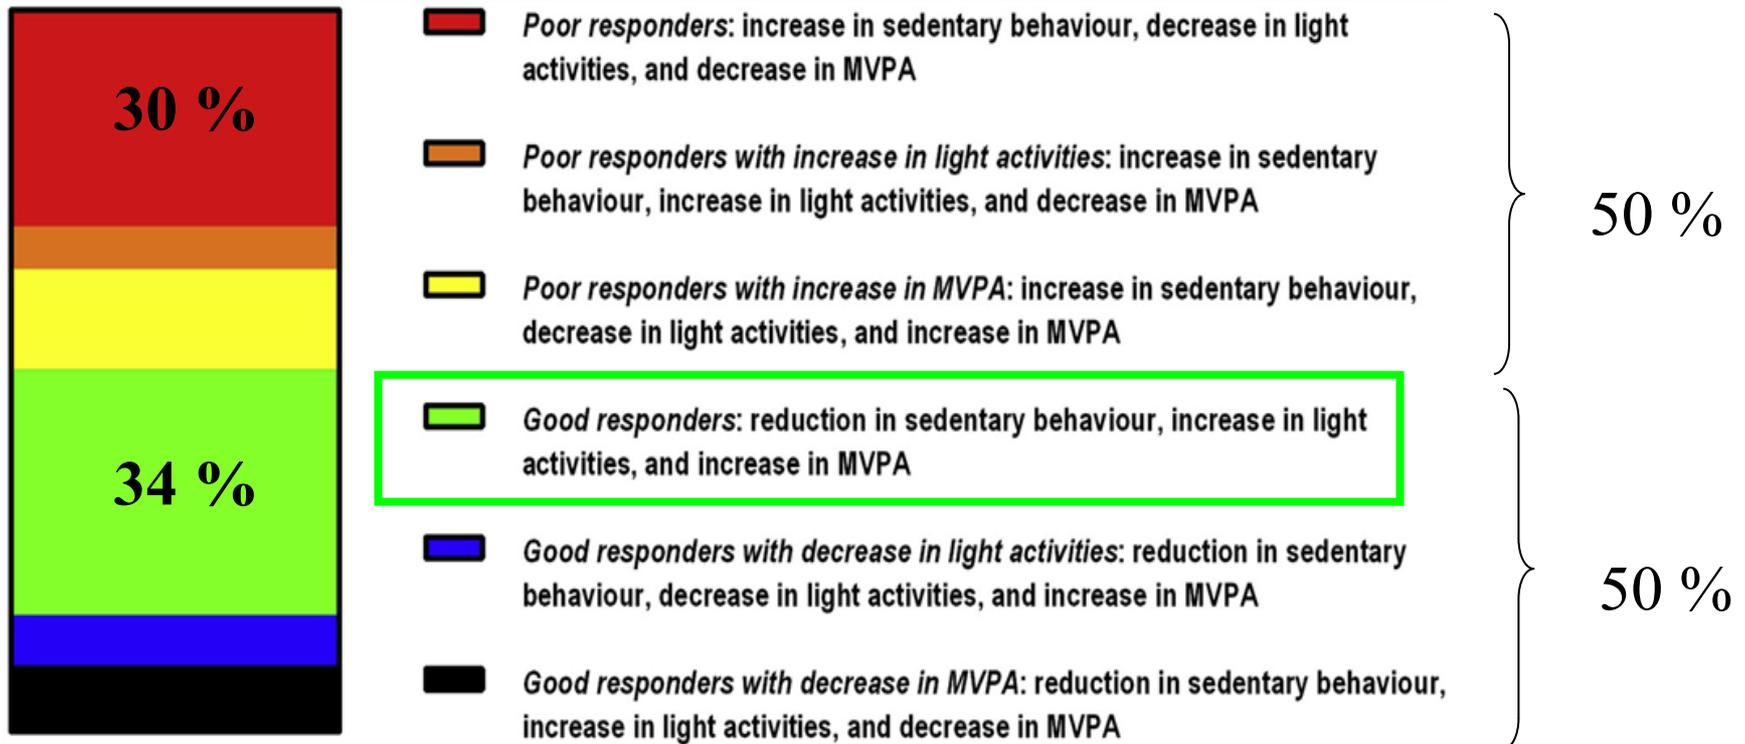 30 %
34 %
Poor responders: increase in sedentary behaviour, decrease in light
activities, and decrease in MVPA
Poor responders with increase in light activities: increase in sedentary
behaviour, increase in light activities, and decrease in MVPA
Poor responders with increase in MVPA: increase in sedentary behaviour,
decrease in light activities, and increase in MVPA
Good responders: reduction in sedentary behaviour, increase in light
activities, and increase in MVPA
Good responders with decrease in light activities: reduction in sedentary
behaviour, decrease in light activities, and increase in MVPA
Good responders with decrease in MVPA: reduction in sedentary behaviour,
increase in light activities, and decrease in MVPA
50 %
50 %